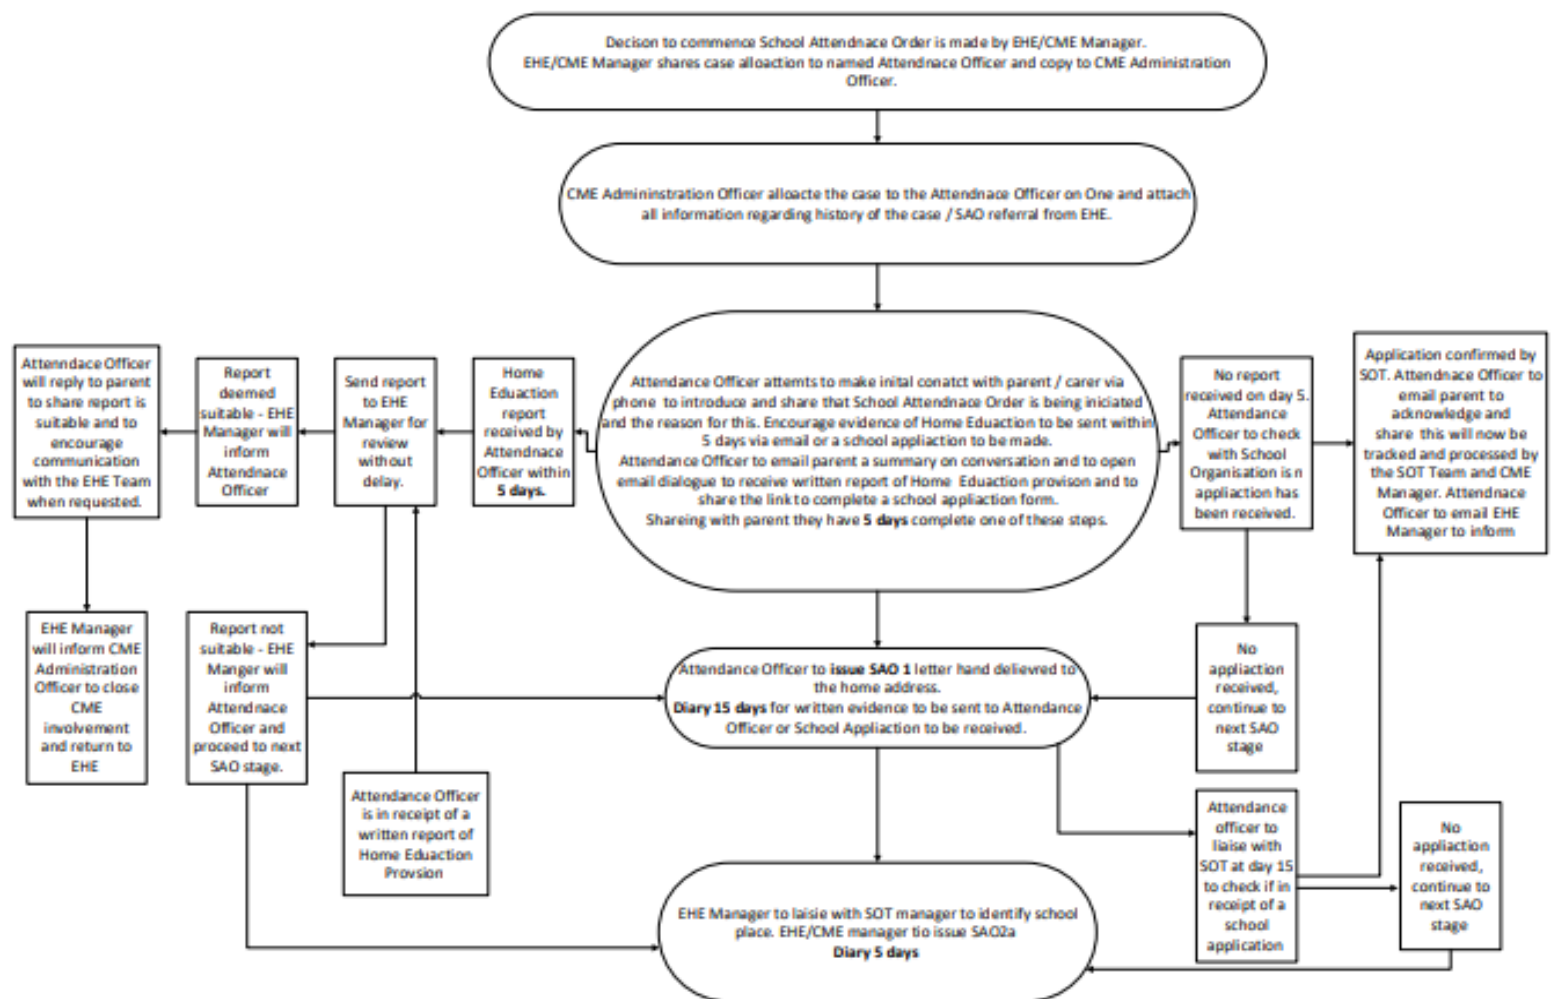 Decison to commence School Attendnace Order is made by EHE/CME Manager.
EHE/CME Manager shares case alloaction to named Attendnace Officer and copy to CME Administration
Officer.
CME Admininstration Officer alloacte the case to the Attendnace Officer on One and attach
all information regarding history of the case / SAO referral from EHE.
Attendance Officer attemts to make inital conatct with parent / carer via
phone to introduce and share that School Attendnace Order is being iniciated
and the reason for this. Encourage evidence of Home Eduaction to be sent within
5 days via email or a school appliaction to be made.
Attendance Officer to email parent a summary on conversation and to open
email dialogue to receive written report of Home Eduaction provison and to
share the link to complete a school appliaction form.
Shareing with parent they have 5 days complete one of these steps.
Home
Eduaction
report
received by
Attendnace
Officer within
5 days.
Send report
to EHE
Manager for
review
without
delay.
Report
deemed
suitable - EHE
Manager will
inform
Attendnace
Officer
Attenndace Officer
will reply to parent
to share report is
suitable and to
encourage
communication
with the EHE Team
when requested.
EHE Manager
will inform CME
Administration
Officer to close
CME
involvement
and return to
EHE
Report not
suitable - EHE
Manger will
inform
Attendnace
Officer and
proceed to next
SAO stage.
Attendance Officer
is in receipt of a
written report of
Home Eduaction
Provsion
No report
received on day 5.
Attendance
Officer to check
with School
Organisation is n
appliaction has
been received.
Application confirmed by
SOT. Attendnace Officer to
email parent to
acknowledge and
share this will now be
tracked and processed by
the SOT Team and CME
Manager. Attendnace
Officer to email EHE
Manager to inform
No
appliaction
received,
continue to
next SAO
stage
Attendance Officer to issue SAO 1 letter hand delievred to
the home address.
Diary 15 days for written evidence to be sent to Attendance
Officer or School Appliaction to be received.
Attendance
officer to
liaise with
SOT at day 15
to check if in
receipt of a
school
application
No
appliaction
received,
continue to
next SAO
stage
EHE Manager to laisie with SOT manager to identify school
place. EHE/CME manager tio issue SAO2a
Diary 5 days